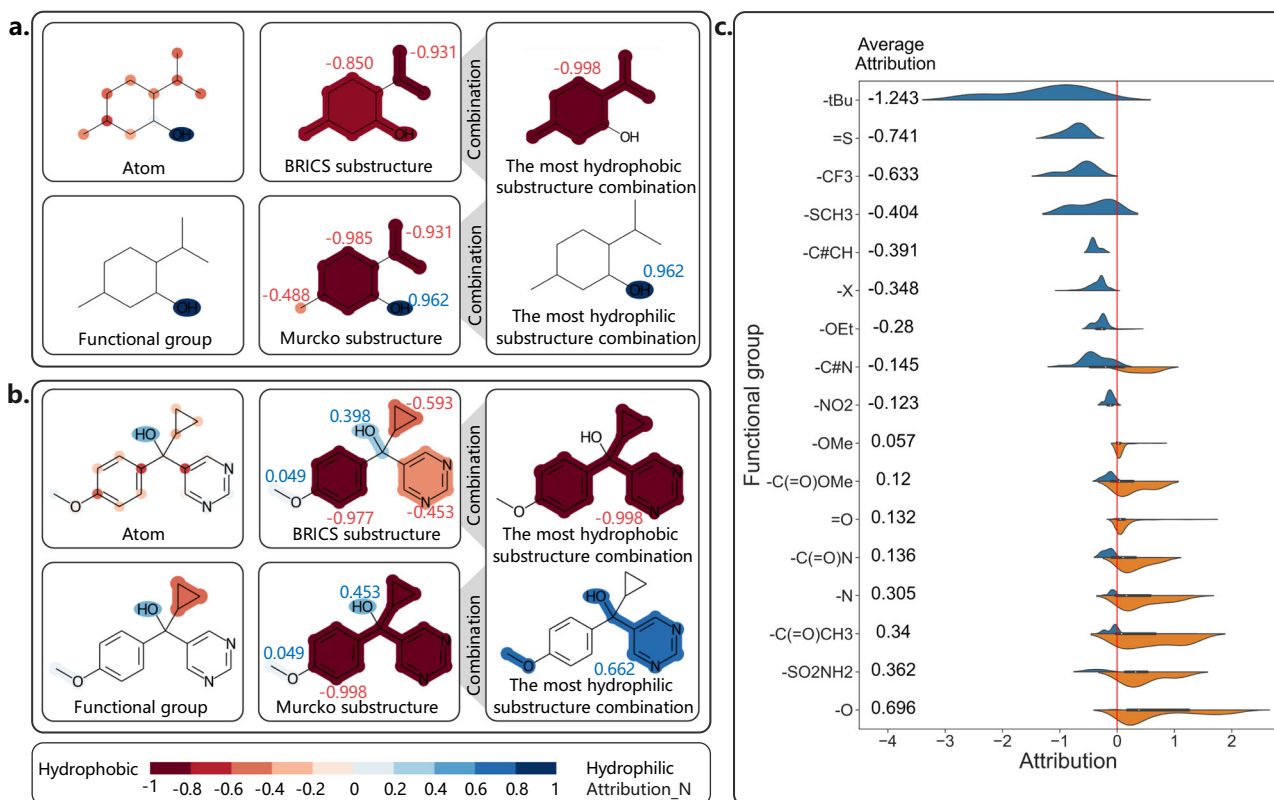 a.
OH
Atom
-0.850
-0.931
OH
BRICS substructure
Combination
-0.998
OH
The most hydrophobic
substructure combination
OH
Functional group
-0.985
-0.931
-0.488
OH
0.962
Murcko substructure
Combination
0.962
OH
The most hydrophilic
substructure combination
b.
HO
N
N
O
Atom
0.398
-0.593
HO
0.049
N
N
O
-0.977
-0.453
BRICS substructure
Combination
HO
N
N
O
-0.998
The most hydrophobic
substructure combination
HO
N
N
O
Functional group
0.453
HO
0.049
N
N
O
-0.998
Murcko substructure
Combination
HO
N
N
O
0.662
The most hydrophilic
substructure combination
Hydrophobic
Hydrophilic
Attribution_N
-1 -0.8 -0.6 -0.4 -0.2 0 0.2 0.4 0.6 0.8 1
c.
Average
Attribution
Functional group
-tBu -1.243
=S -0.741
-CF3 -0.633
-SCH3 -0.404
-C#CH -0.391
-X -0.348
-OEt -0.28
-C#N -0.145
-NO2 -0.123
-OMe 0.057
-C(=O)OMe 0.12
=O 0.132
-C(=O)N 0.136
-N 0.305
-C(=O)CH3 0.34
-SO2NH2 0.362
-O 0.696
−4 −3 −2 −1 0 1 2
Attribution